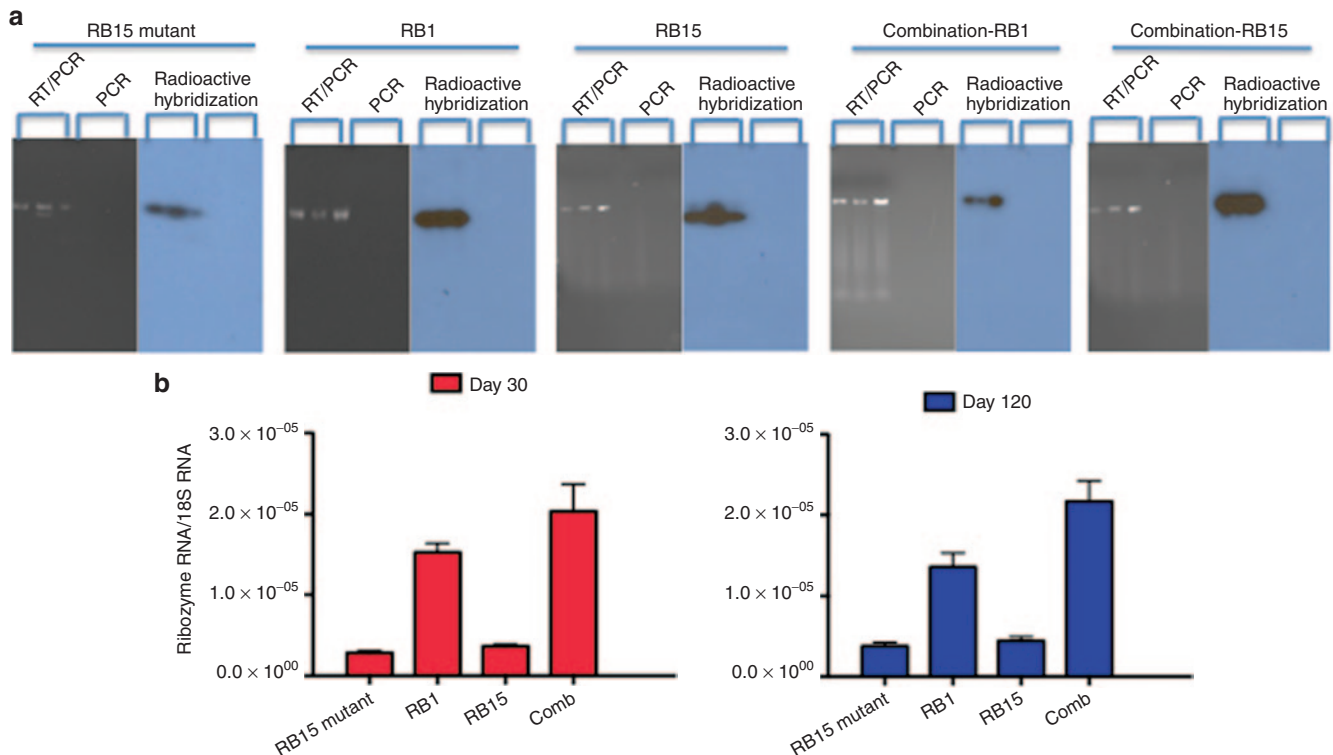 a
RB15 mutant
RB1
RB15
Combination-RB1
Combination-RB15
RT/PCR
PCR
Radioactive
hybridization
RT/PCR
PCR
Radioactive
hybridization
RT/PCR
PCR
Radioactive
hybridization
RT/PCR
PCR
Radioactive
hybridization
RT/PCR
PCR
Radioactive
hybridization
b
Day 30
Ribozyme RNA/18S RNA
3.0 × 10⁻⁰⁵
2.0 × 10⁻⁰⁵
1.0 × 10⁻⁰⁵
0.0 × 10⁰⁰
RB15 mutant
RB1
RB15
Comb
Day 120
3.0 × 10⁻⁰⁵
2.0 × 10⁻⁰⁵
1.0 × 10⁻⁰⁵
0.0 × 10⁰⁰
RB15 mutant
RB1
RB15
Comb